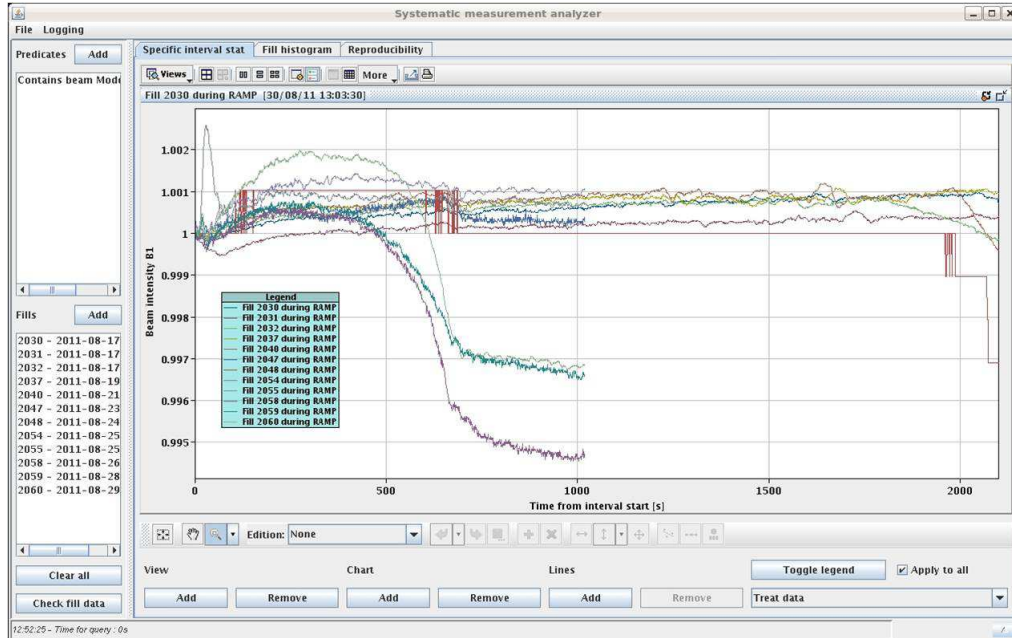 Systematic measurement analyzer
File Logging
Predicates Add
Contains beam Mode
Fills Add
2030 - 2011-08-17
2031 - 2011-08-17
2032 - 2011-08-17
2037 - 2011-08-19
2040 - 2011-08-21
2047 - 2011-08-23
2048 - 2011-08-24
2054 - 2011-08-25
2055 - 2011-08-25
2058 - 2011-08-26
2059 - 2011-08-28
2060 - 2011-08-29
Clear all
Check fill data
Specific interval stat Fill histogram Reproducibility
Views More
Fill 2030 during RAMP [30/08/11 13:03:30]
Beam intensity B1
1.002
1.001
1
0.999
0.998
0.997
0.996
0.995
Legend
Fill 2030 during RAMP
Fill 2031 during RAMP
Fill 2032 during RAMP
Fill 2037 during RAMP
Fill 2040 during RAMP
Fill 2047 during RAMP
Fill 2048 during RAMP
Fill 2054 during RAMP
Fill 2055 during RAMP
Fill 2058 during RAMP
Fill 2059 during RAMP
Fill 2060 during RAMP
0 500 1000 1500 2000
Time from interval start [s]
Edition: None
View Chart Lines Toggle legend Apply to all
Add Remove Add Remove Add Remove Treat data
12:52:25 - Time for query : 0s